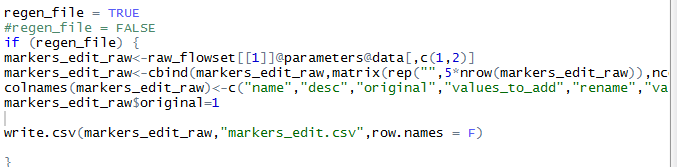 regen_file = TRUE
#regen_file = FALSE
if (regen_file) {
markers_edit_raw<-raw_flowset[[1]]@parameters@data[,c(1,2)]
markers_edit_raw<-cbind(markers_edit_raw,matrix(rep("",5*nrow(markers_edit_raw)),nc
colnames(markers_edit_raw)<-c("name","desc","original","values_to_add","rename","va
markers_edit_raw$original=1
write.csv(markers_edit_raw,"markers_edit.csv",row.names = F)
}